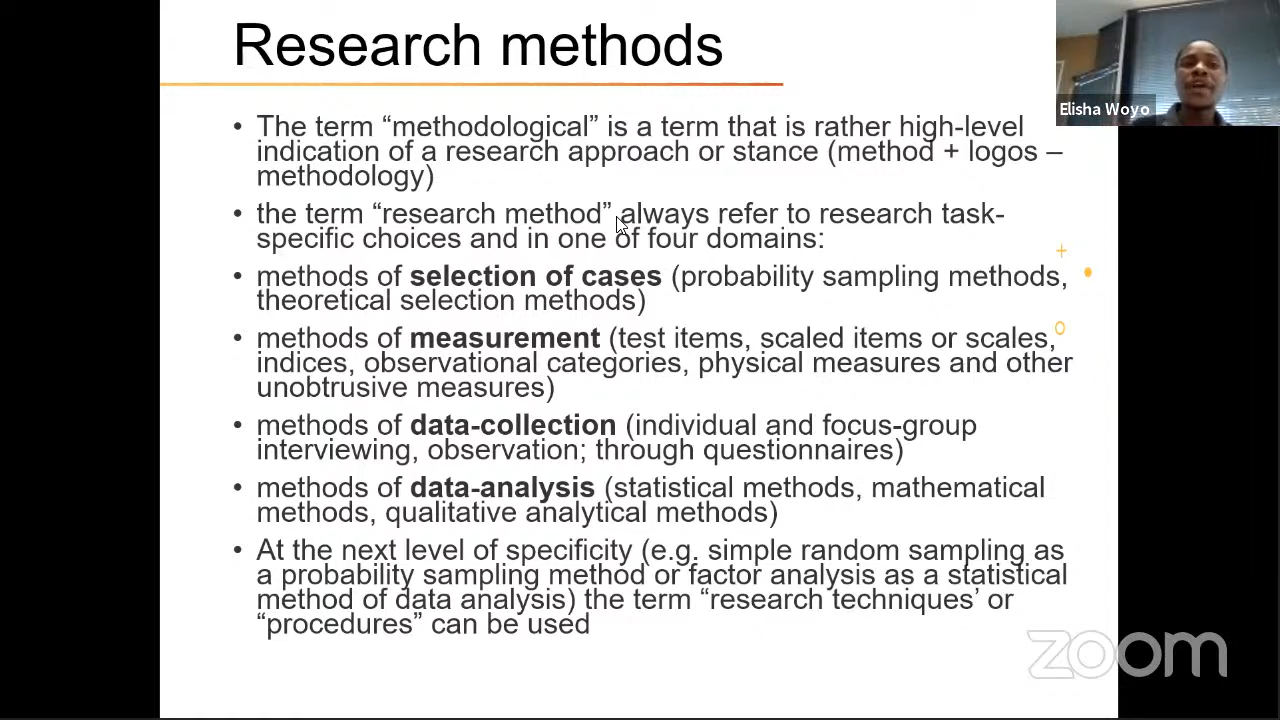 Research methods
Elisha Woyo
• The term “methodological” is a term that is rather high-level
indication of a research approach or stance (method + logos –
methodology)
• the term “research method” always refer to research task-
specific choices and in one of four domains:
• methods of selection of cases (probability sampling methods,
theoretical selection methods)
• methods of measurement (test items, scaled items or scales,
indices, observational categories, physical measures and other
unobtrusive measures)
• methods of data-collection (individual and focus-group
interviewing, observation; through questionnaires)
• methods of data-analysis (statistical methods, mathematical
methods, qualitative analytical methods)
• At the next level of specificity (e.g. simple random sampling as
a probability sampling method or factor analysis as a statistical
method of data analysis) the term “research techniques’ or
“procedures” can be used
zoom